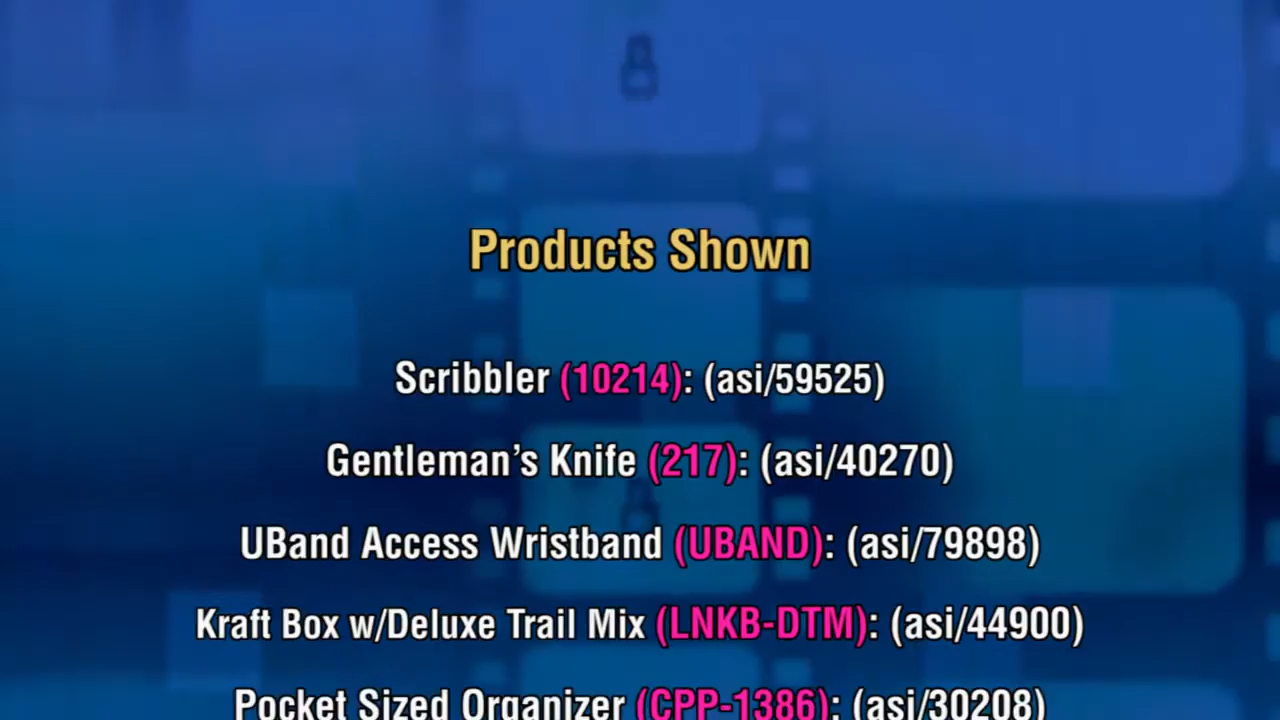 Products Shown
Scribbler (10214): (asi/59525)
Gentleman's Knife (217): (asi/40270)
UBand Access Wristband (UBAND): (asi/79898)
Kraft Box w/Deluxe Trail Mix (LNKB-DTM): (asi/44900)
Pocket Sized Organizer (CPP-1386): (asi/30208)